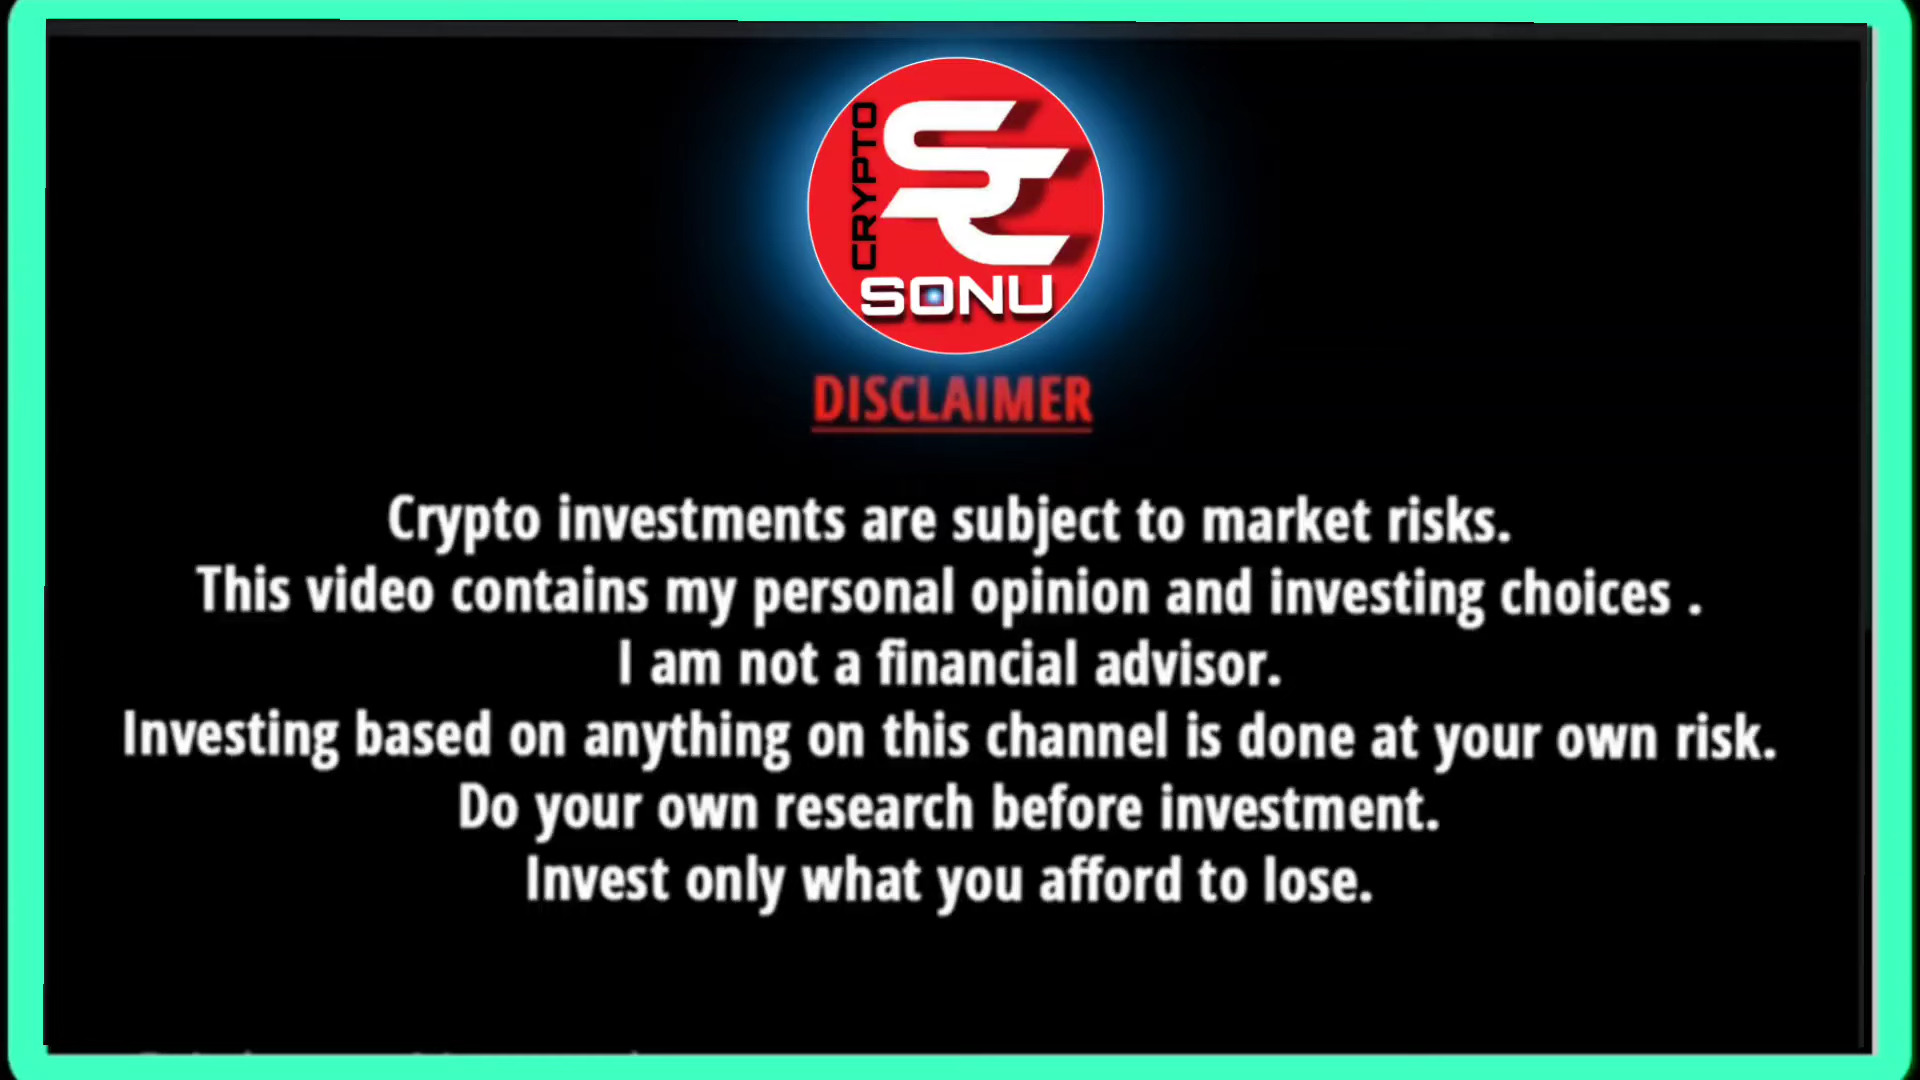 CRYPTO
SC
SONU
DISCLAIMER
Crypto investments are subject to market risks.
This video contains my personal opinion and investing choices .
I am not a financial advisor.
Investing based on anything on this channel is done at your own risk.
Do your own research before investment.
Invest only what you afford to lose.